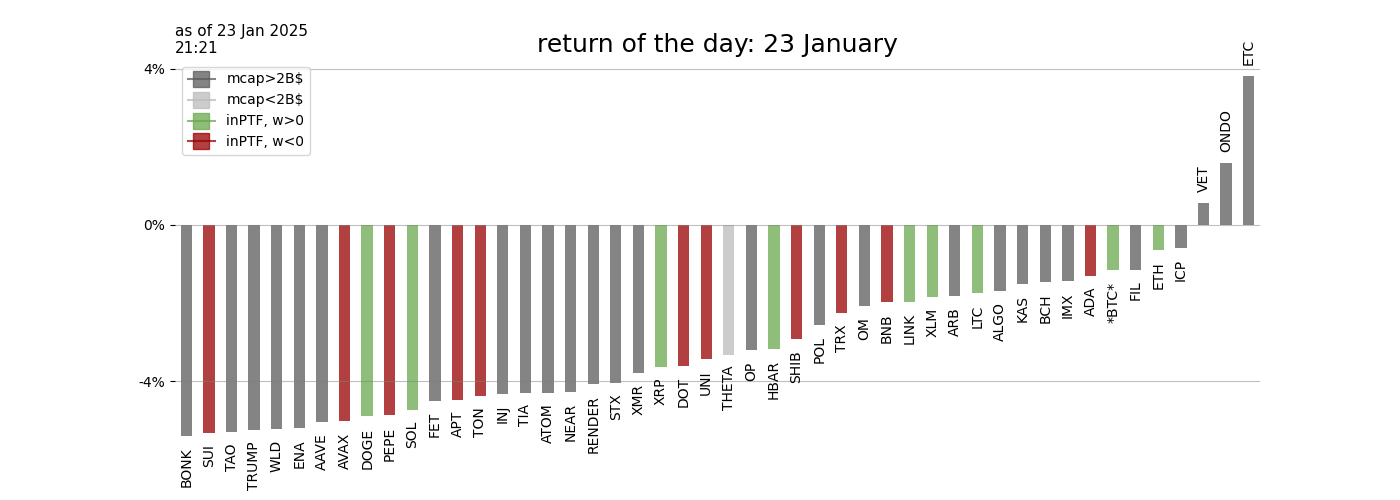 as of 23 Jan 2025
21:21
return of the day: 23 January
4%
0%
-4%
mcap>2B$
mcap<2B$
inPTF, w>0
inPTF, w<0
BONK
SUI
TAO
TRUMP
WLD
ENA
AAVE
AVAX
DOGE
PEPE
SOL
FET
APT
TON
INJ
TIA
ATOM
NEAR
RENDER
STX
XMR
XRP
DOT
UNI
THETA
OP
HBAR
SHIB
POL
TRX
OM
BNB
LINK
XLM
ARB
LTC
ALGO
KAS
BCH
IMX
ADA
*BTC*
FIL
ETH
ICP
VET
ONDO
ETC